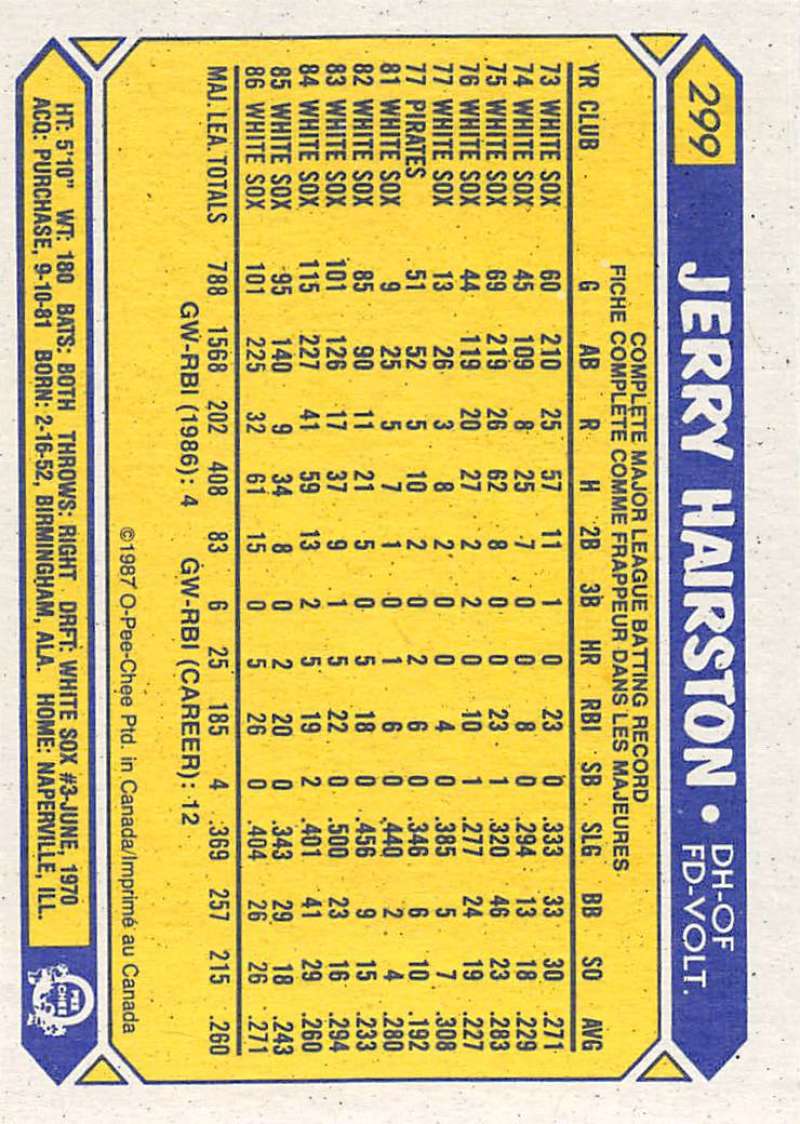 299
JERRY HAIRSTON • DH-OF
FD-VOLT.
COMPLETE MAJOR LEAGUE BATTING RECORD
FICHE COMPLÈTE COMME FRAPPEUR DANS LES MAJEURES
YR CLUB G AB R H 2B 3B HR RBI SB SLG BB SO AVG
73 WHITE SOX 60 210 25 57 11 1 0 23 0 .333 33 30 .271
74 WHITE SOX 45 109 8 25 7 0 0 8 0 .294 13 18 .229
75 WHITE SOX 69 219 26 62 8 0 0 23 1 .320 46 23 .283
76 WHITE SOX 44 119 20 27 2 2 0 10 1 .277 24 19 .227
77 WHITE SOX 13 26 3 8 2 0 0 4 0 .385 5 7 .308
77 PIRATES 51 52 5 10 2 0 2 6 0 .346 6 10 .192
81 WHITE SOX 9 25 5 7 1 0 1 6 0 .440 2 4 .280
82 WHITE SOX 85 90 11 21 5 0 5 18 0 .456 9 15 .233
83 WHITE SOX 101 126 17 37 9 1 5 22 0 .500 23 16 .294
84 WHITE SOX 115 227 41 59 13 2 5 19 2 .401 41 29 .260
85 WHITE SOX 95 140 9 34 8 0 2 20 0 .343 29 18 .243
86 WHITE SOX 101 225 32 61 15 0 5 26 0 .404 26 26 .271
MAJ. LEA. TOTALS 788 1568 202 408 83 6 25 185 4 .369 257 215 .260
GW-RBI (1986): 4 GW-RBI (CAREER): 12
©1987 O-Pee-Chee Ptd. in Canada/Imprimé au Canada
HT: 5'10" WT: 180 BATS: BOTH THROWS: RIGHT DRFT: WHITE SOX #3-JUNE, 1970
ACQ: PURCHASE, 9-10-81 BORN: 2-16-52, BIRMINGHAM, ALA. HOME: NAPERVILLE, ILL.
O
PEE
CHEE